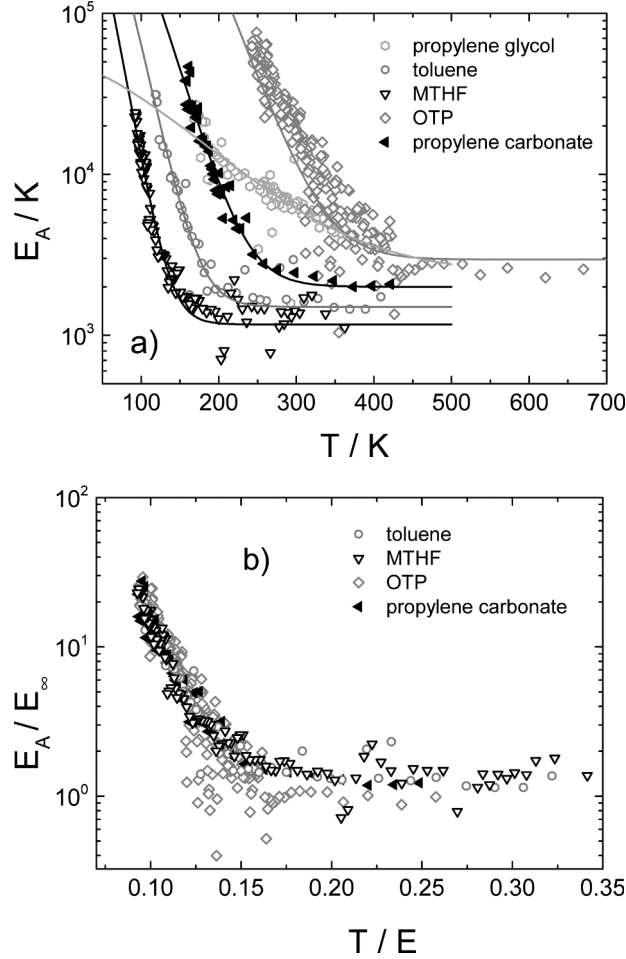 10^5
10^4
10^3
E_A / K
propylene glycol
toluene
MTHF
OTP
propylene carbonate
a)
100 200 300 400 500 600 700
T / K
10^2
10^1
10^0
E_A / E_∞
b)
toluene
MTHF
OTP
propylene carbonate
0.10 0.15 0.20 0.25 0.30 0.35
T / E